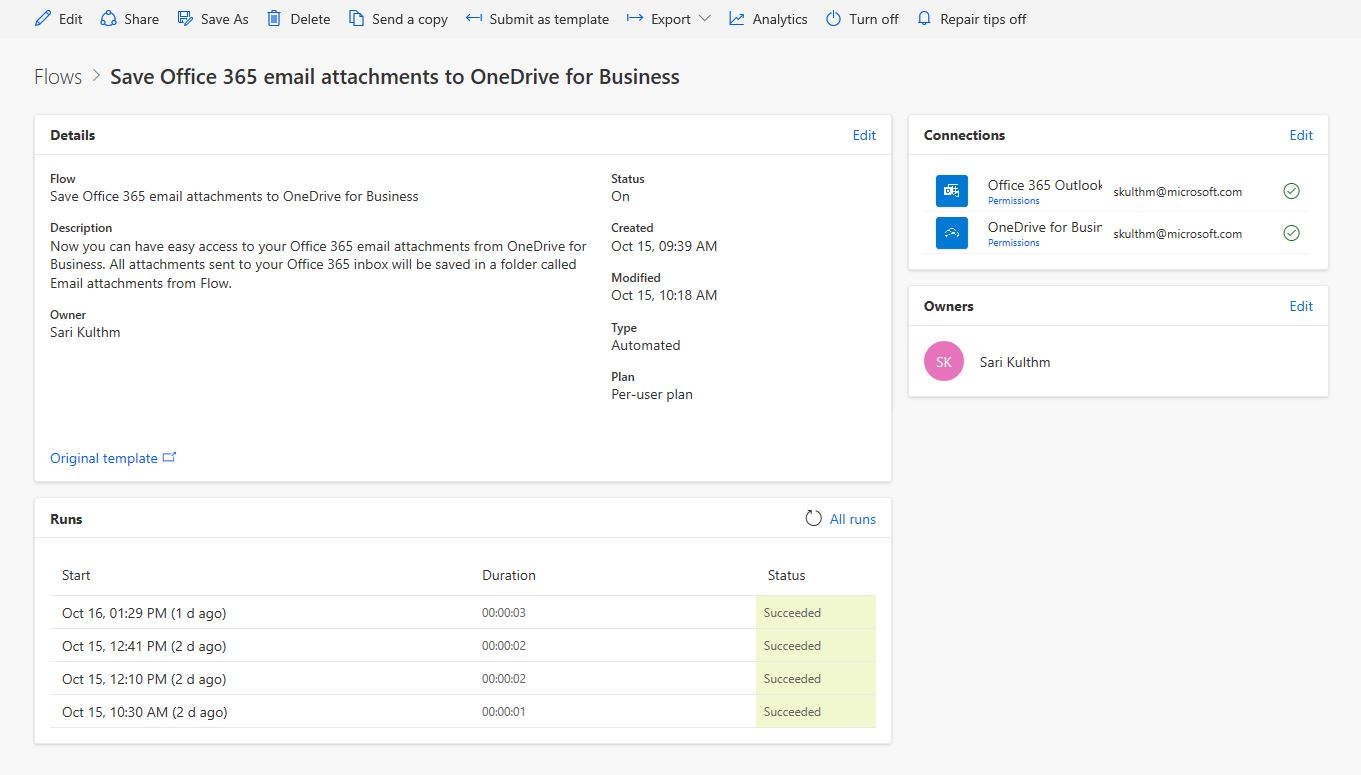 Edit Share Save As Delete Send a copy Submit as template Export Analytics Turn off Repair tips off
Flows > Save Office 365 email attachments to OneDrive for Business
Details Edit
Flow
Save Office 365 email attachments to OneDrive for Business
Description
Now you can have easy access to your Office 365 email attachments from OneDrive for
Business. All attachments sent to your Office 365 inbox will be saved in a folder called
Email attachments from Flow.
Owner
Sari Kulthm
Status
On
Created
Oct 15, 09:39 AM
Modified
Oct 15, 10:18 AM
Type
Automated
Plan
Per-user plan
Original template
Connections Edit
Office 365 Outlook skulthm@microsoft.com
Permissions
OneDrive for Busin skulthm@microsoft.com
Permissions
Owners Edit
SK Sari Kulthm
Runs All runs
Start Duration Status
Oct 16, 01:29 PM (1 d ago) 00:00:03 Succeeded
Oct 15, 12:41 PM (2 d ago) 00:00:02 Succeeded
Oct 15, 12:10 PM (2 d ago) 00:00:02 Succeeded
Oct 15, 10:30 AM (2 d ago) 00:00:01 Succeeded